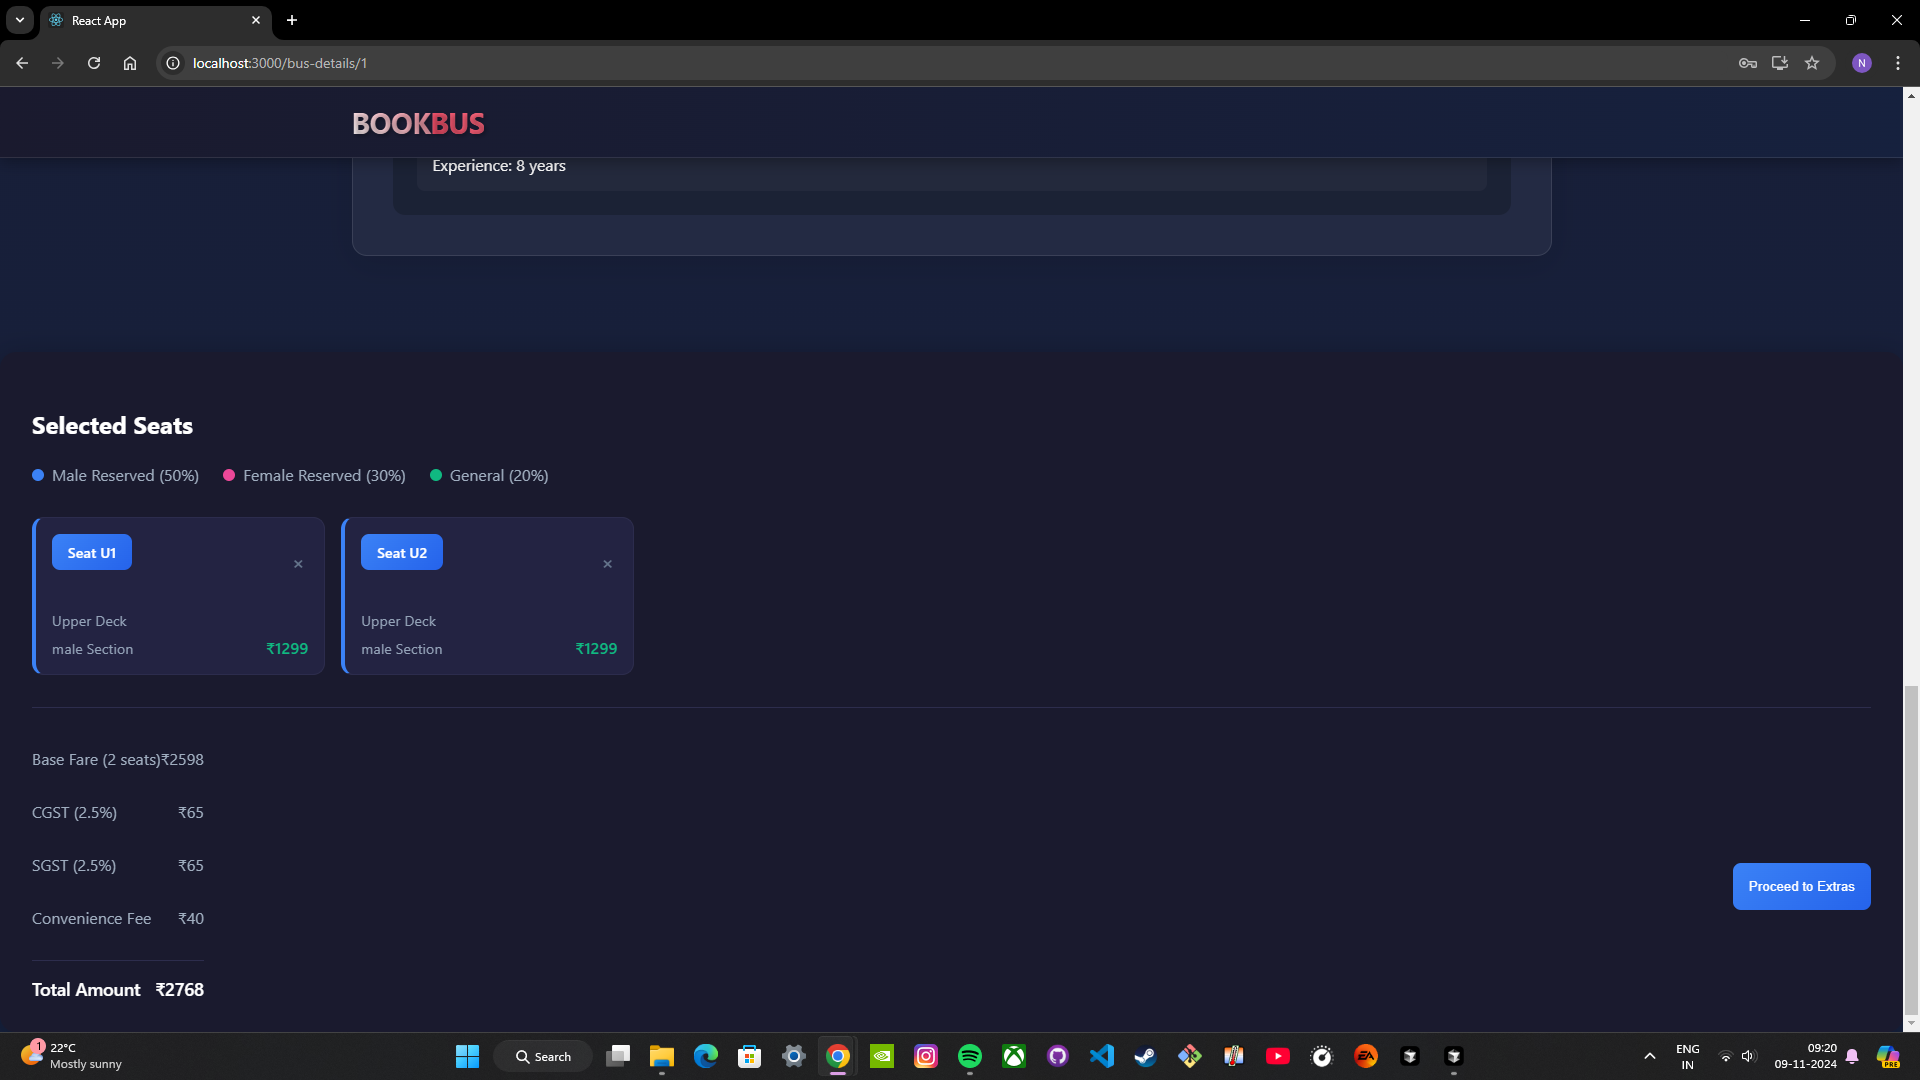 React App
localhost:3000/bus-details/1
N
BOOKBUS
Experience: 8 years
Selected Seats
Male Reserved (50%) Female Reserved (30%) General (20%)
Seat U1 ×
Upper Deck
male Section ₹1299
Seat U2 ×
Upper Deck
male Section ₹1299
Base Fare (2 seats)₹2598
CGST (2.5%) ₹65
SGST (2.5%) ₹65
Convenience Fee ₹40
Total Amount ₹2768
Proceed to Extras
1
22°C
Mostly sunny
Search
EA
ENG
IN
09:20
09-11-2024
PRE